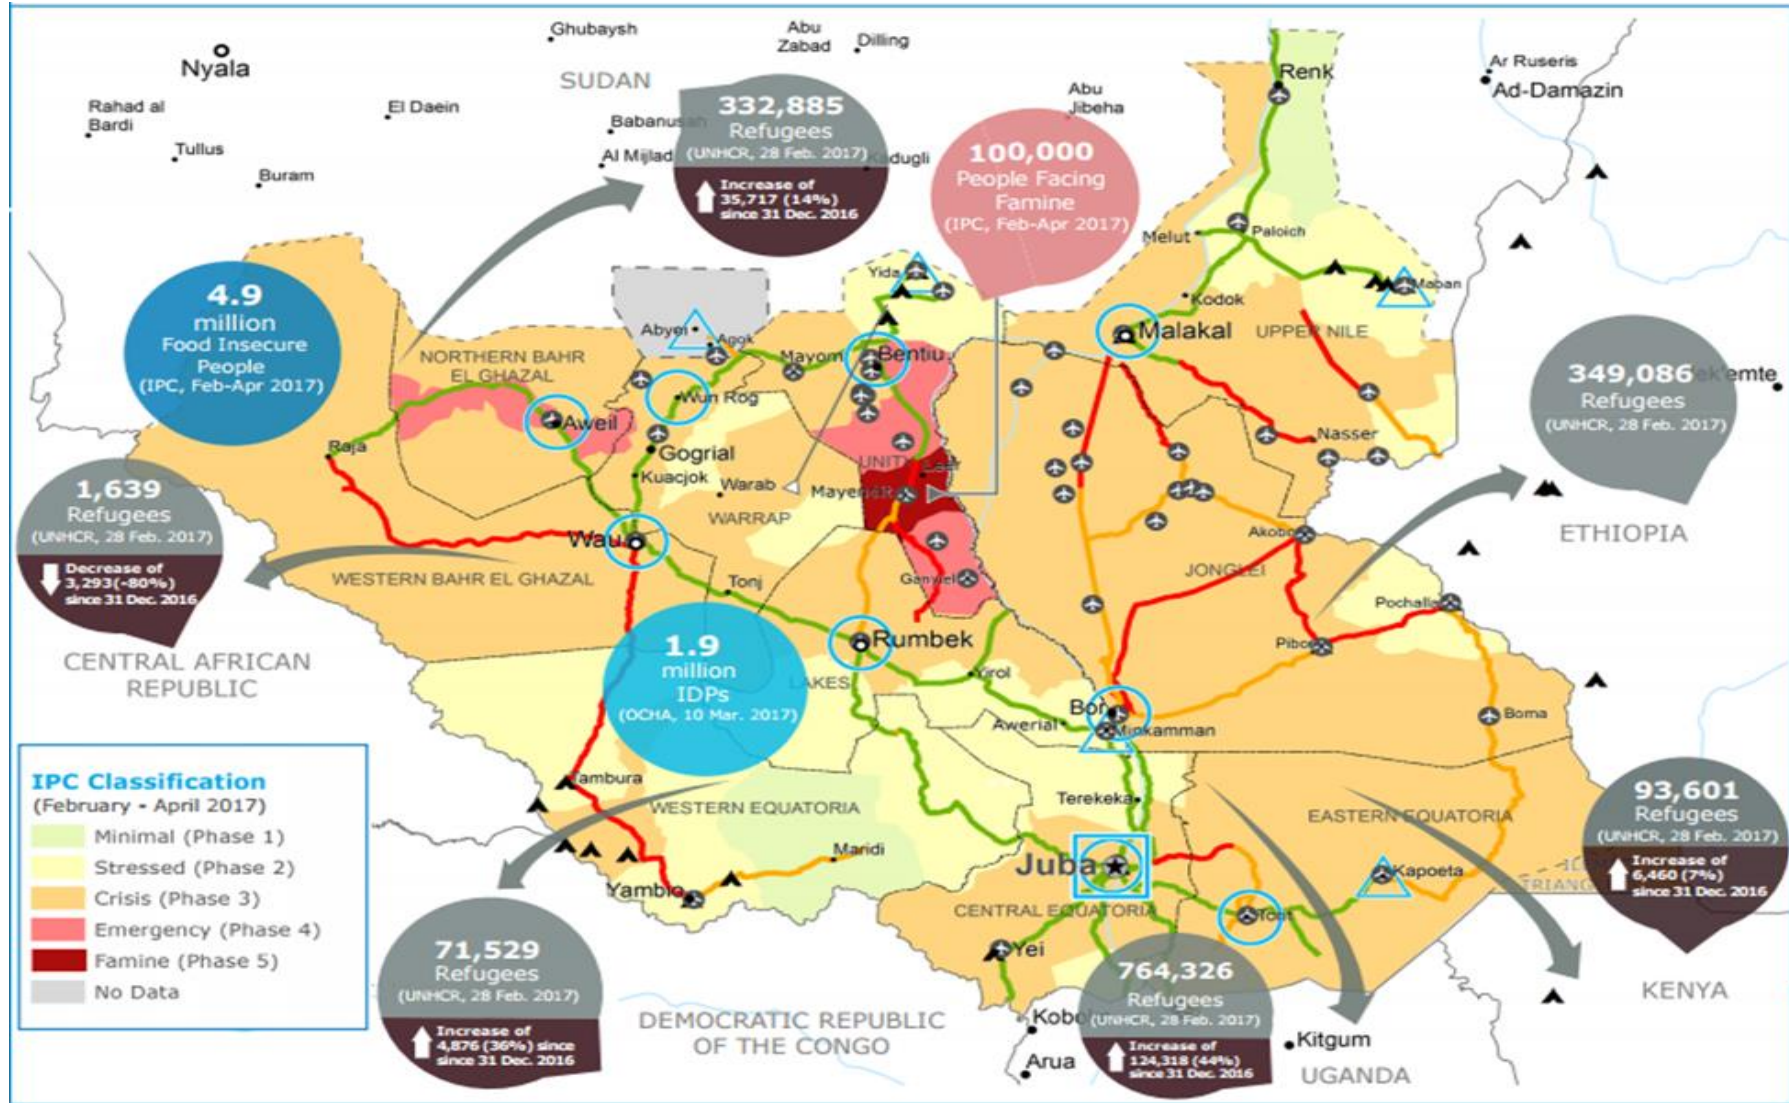 Ghubaysh
Abu
Zabad
Dilling
Nyala
SUDAN
Renk
Ar Ruseris
Ad-Damazin
Rahad al
Bardi
El Daein
Babanusah
Abu
Jibeha
Tullus
Al Mijlad
Kadugli
Buram
332,885
Refugees
(UNHCR, 28 Feb. 2017)
Increase of
35,717 (14%)
since 31 Dec. 2016
100,000
People Facing
Famine
(IPC, Feb-Apr 2017)
Melut
Paloich
Yida
Maban
4.9
million
Food Insecure
People
(IPC, Feb-Apr 2017)
Kodok
Abyei
Agok
Malakal
UPPER NILE
NORTHERN BAHR
EL GHAZAL
Mayom
Bentiu
349,086
Refugees
(UNHCR, 28 Feb. 2017)
ek'emte
Wun Rog
Aweil
Nasser
Raja
Gogrial
UNITY
Kuacjok
Warab
Mayendit
WARRAP
1,639
Refugees
(UNHCR, 28 Feb. 2017)
Decrease of
3,293(-80%)
since 31 Dec. 2016
Wau
Akobo
ETHIOPIA
WESTERN BAHR EL GHAZAL
Tonj
Ganyiel
JONGLEI
Pochalla
CENTRAL AFRICAN
REPUBLIC
1.9
million
IDPs
(OCHA, 10 Mar. 2017)
Rumbek
Pibor
LAKES
Yirol
Bor
Awerial
Minkamman
Boma
IPC Classification
(February - April 2017)
Minimal (Phase 1)
Stressed (Phase 2)
Crisis (Phase 3)
Emergency (Phase 4)
Famine (Phase 5)
No Data
Tambura
WESTERN EQUATORIA
Terekeka
EASTERN EQUATORIA
93,601
Refugees
(UNHCR, 28 Feb. 2017)
Increase of
6,460 (7%)
since 31 Dec. 2016
Maridi
Juba
Kapoeta
TRIANG
Yambio
CENTRAL EQUATORIA
Torit
Yei
71,529
Refugees
(UNHCR, 28 Feb. 2017)
Increase of
4,876 (36%) since
since 31 Dec. 2016
764,326
Refugees
(UNHCR, 28 Feb. 2017)
Increase of
124,318 (44%)
since 31 Dec. 2016
KENYA
DEMOCRATIC REPUBLIC
OF THE CONGO
Kobo
Kitgum
Arua
UGANDA